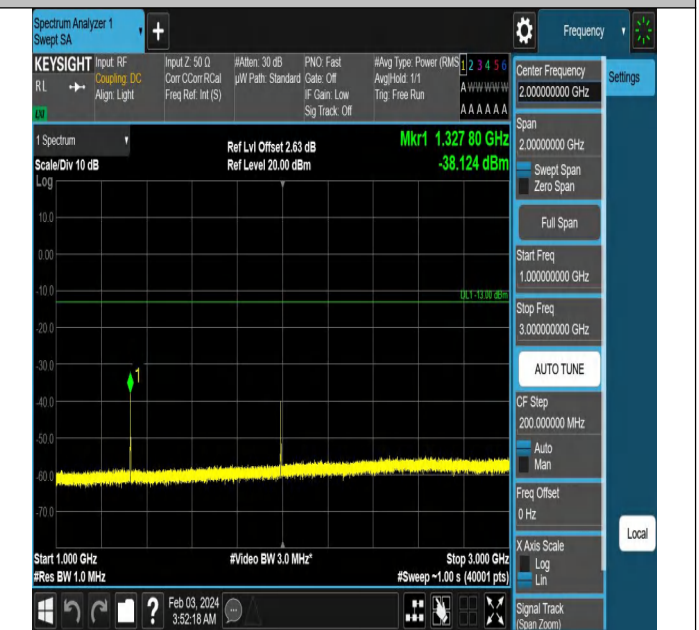 Spectrum Analyzer 1
Swept SA
Frequency
KEYSIGHT
RL
LXI
Input: RF
Coupling: DC
Align: Light
Input Z: 50 Ω
Corr CCorr RCal
Freq Ref: Int (S)
#Atten: 30 dB
µW Path: Standard
PNO: Fast
Gate: Off
IF Gain: Low
Sig Track: Off
#Avg Type: Power (RMS
Avg|Hold: 1/1
Trig: Free Run
1 2 3 4 5 6
A W W W W W
A A A A A A
1 Spectrum
Scale/Div 10 dB
Log
Ref Lvl Offset 2.63 dB
Ref Level 20.00 dBm
Mkr1 1.327 80 GHz
-38.124 dBm
10.0
0.00
-10.0
DL1 -13.00 dBm
-20.0
-30.0
1
-40.0
-50.0
-60.0
-70.0
Start 1.000 GHz
#Res BW 1.0 MHz
#Video BW 3.0 MHz*
Stop 3.000 GHz
#Sweep ~1.00 s (40001 pts)
Feb 03, 2024
3:52:18 AM
Settings
Center Frequency
2.000000000 GHz
Span
2.00000000 GHz
Swept Span
Zero Span
Full Span
Start Freq
1.000000000 GHz
Stop Freq
3.000000000 GHz
AUTO TUNE
CF Step
200.000000 MHz
Auto
Man
Freq Offset
0 Hz
X Axis Scale
Log
Lin
Signal Track
(Span Zoom)
Local